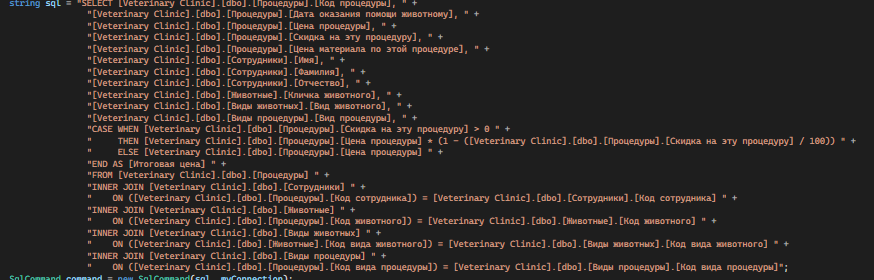 string sql = "SELECT [Veterinary Clinic].[dbo].[Процедуры].[Код процедуры], " +
"[Veterinary Clinic].[dbo].[Процедуры].[Дата оказания помощи животному], " +
"[Veterinary Clinic].[dbo].[Процедуры].[Цена процедуры], " +
"[Veterinary Clinic].[dbo].[Процедуры].[Скидка на эту процедуру], " +
"[Veterinary Clinic].[dbo].[Процедуры].[Цена материала по этой процедуре], " +
"[Veterinary Clinic].[dbo].[Сотрудники].[Имя], " +
"[Veterinary Clinic].[dbo].[Сотрудники].[Фамилия], " +
"[Veterinary Clinic].[dbo].[Сотрудники].[Отчество], " +
"[Veterinary Clinic].[dbo].[Животные].[Кличка животного], " +
"[Veterinary Clinic].[dbo].[Виды животных].[Вид животного], " +
"[Veterinary Clinic].[dbo].[Виды процедуры].[Вид процедуры], " +
"CASE WHEN [Veterinary Clinic].[dbo].[Процедуры].[Скидка на эту процедуру] > 0 " +
"     THEN [Veterinary Clinic].[dbo].[Процедуры].[Цена процедуры] * (1 - ([Veterinary Clinic].[dbo].[Процедуры].[Скидка на эту процедуру] / 100)) " +
"     ELSE [Veterinary Clinic].[dbo].[Процедуры].[Цена процедуры] " +
"END AS [Итоговая цена] " +
"FROM [Veterinary Clinic].[dbo].[Процедуры] " +
"INNER JOIN [Veterinary Clinic].[dbo].[Сотрудники] " +
"    ON ([Veterinary Clinic].[dbo].[Процедуры].[Код сотрудника]) = [Veterinary Clinic].[dbo].[Сотрудники].[Код сотрудника] " +
"INNER JOIN [Veterinary Clinic].[dbo].[Животные] " +
"    ON ([Veterinary Clinic].[dbo].[Процедуры].[Код животного]) = [Veterinary Clinic].[dbo].[Животные].[Код животного] " +
"INNER JOIN [Veterinary Clinic].[dbo].[Виды животных] " +
"    ON ([Veterinary Clinic].[dbo].[Животные].[Код вида животного]) = [Veterinary Clinic].[dbo].[Виды животных].[Код вида животного] " +
"INNER JOIN [Veterinary Clinic].[dbo].[Виды процедуры] " +
"    ON ([Veterinary Clinic].[dbo].[Процедуры].[Код вида процедуры]) = [Veterinary Clinic].[dbo].[Виды процедуры].[Код вида процедуры]";
SqlCommand command = new SqlCommand(sql, myConnection);